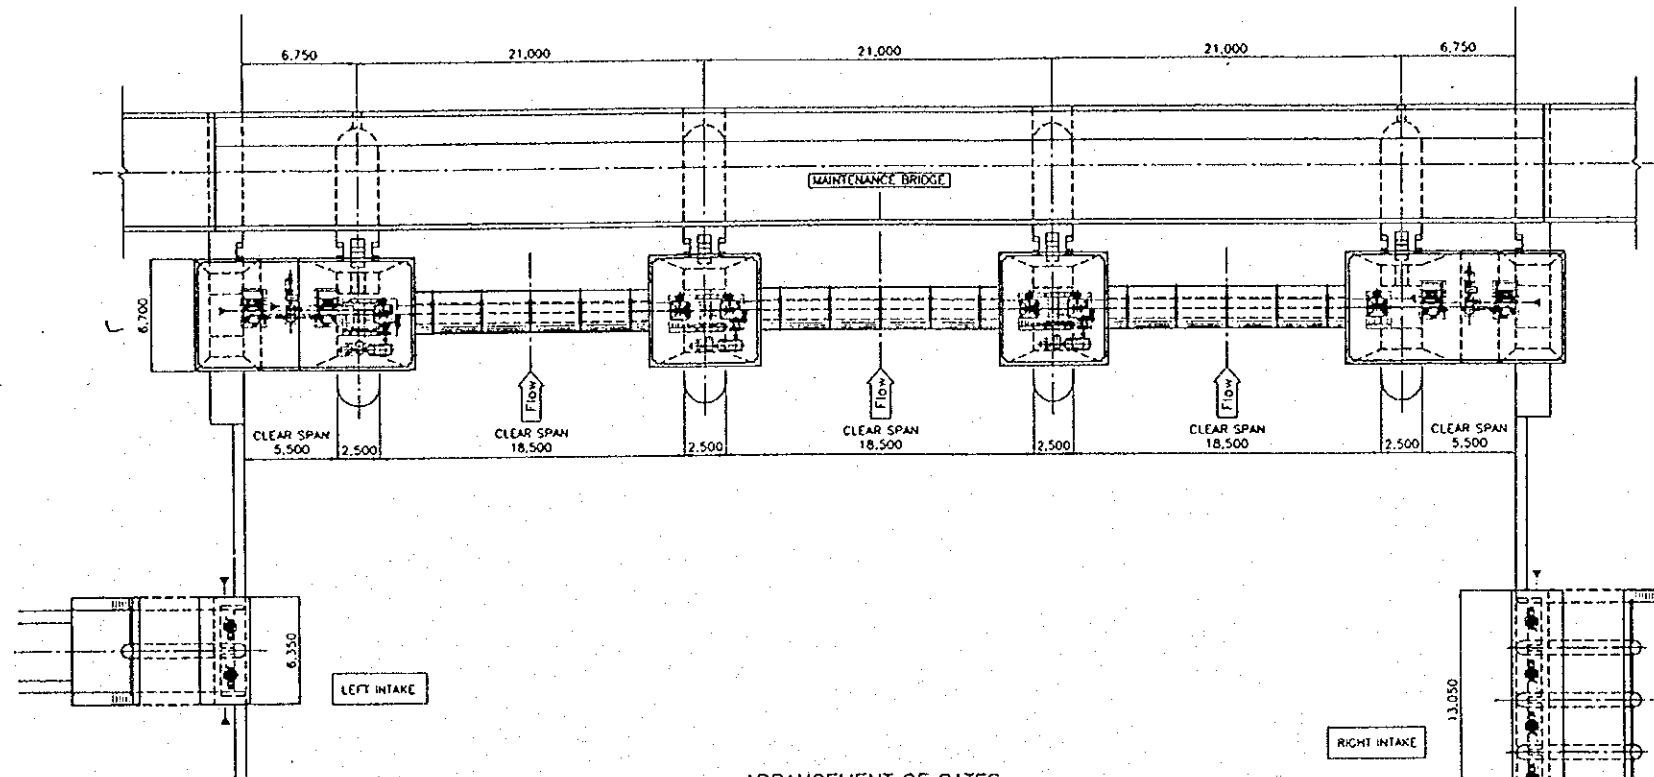 6.750
21,000
21,000
21,000
6.750
MAINTENANCE BRIDGE
6,700
Flow
Flow
Flow
CLEAR SPAN
5,500
2.500
CLEAR SPAN
18,500
2.500
CLEAR SPAN
18,500
2.500
CLEAR SPAN
18,500
2.500
CLEAR SPAN
5,500
6,350
LEFT INTAKE
13,050
RIGHT INTAKE
ARRANGEMENT OF GATES